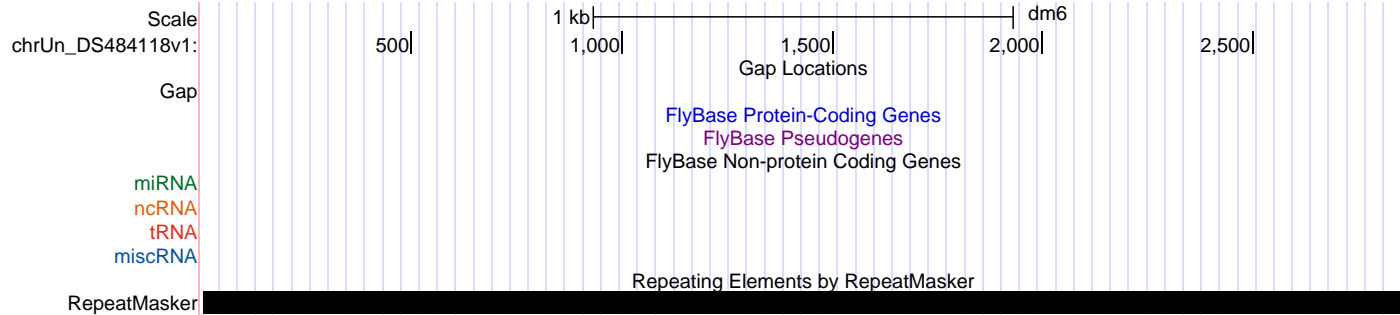 Scale 1 kb dm6
chrUn_DS484118v1: 500 1,000 1,500 2,000 2,500
Gap Locations
Gap
FlyBase Protein-Coding Genes
FlyBase Pseudogenes
FlyBase Non-protein Coding Genes
miRNA
ncRNA
tRNA
miscRNA
Repeating Elements by RepeatMasker
RepeatMasker